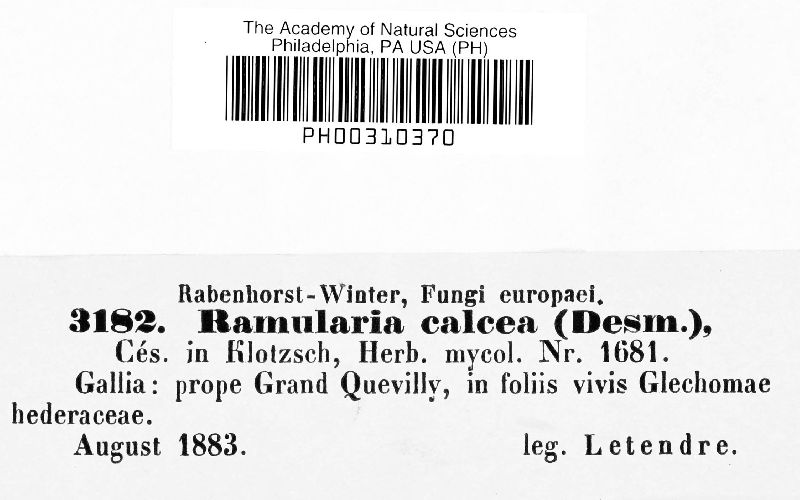 The Academy of Natural Sciences
Philadelphia, PA USA (PH)
PH00310370
Rabenhorst-Winter, Fungi europaei.
3182. Ramularia calcea (Desm.),
Cés. in Klotzsch, Herb. mycol. Nr. 1681.
Gallia: prope Grand Quevilly, in foliis vivis Glechomae
hederaceae.
August 1883. leg. Letendre.